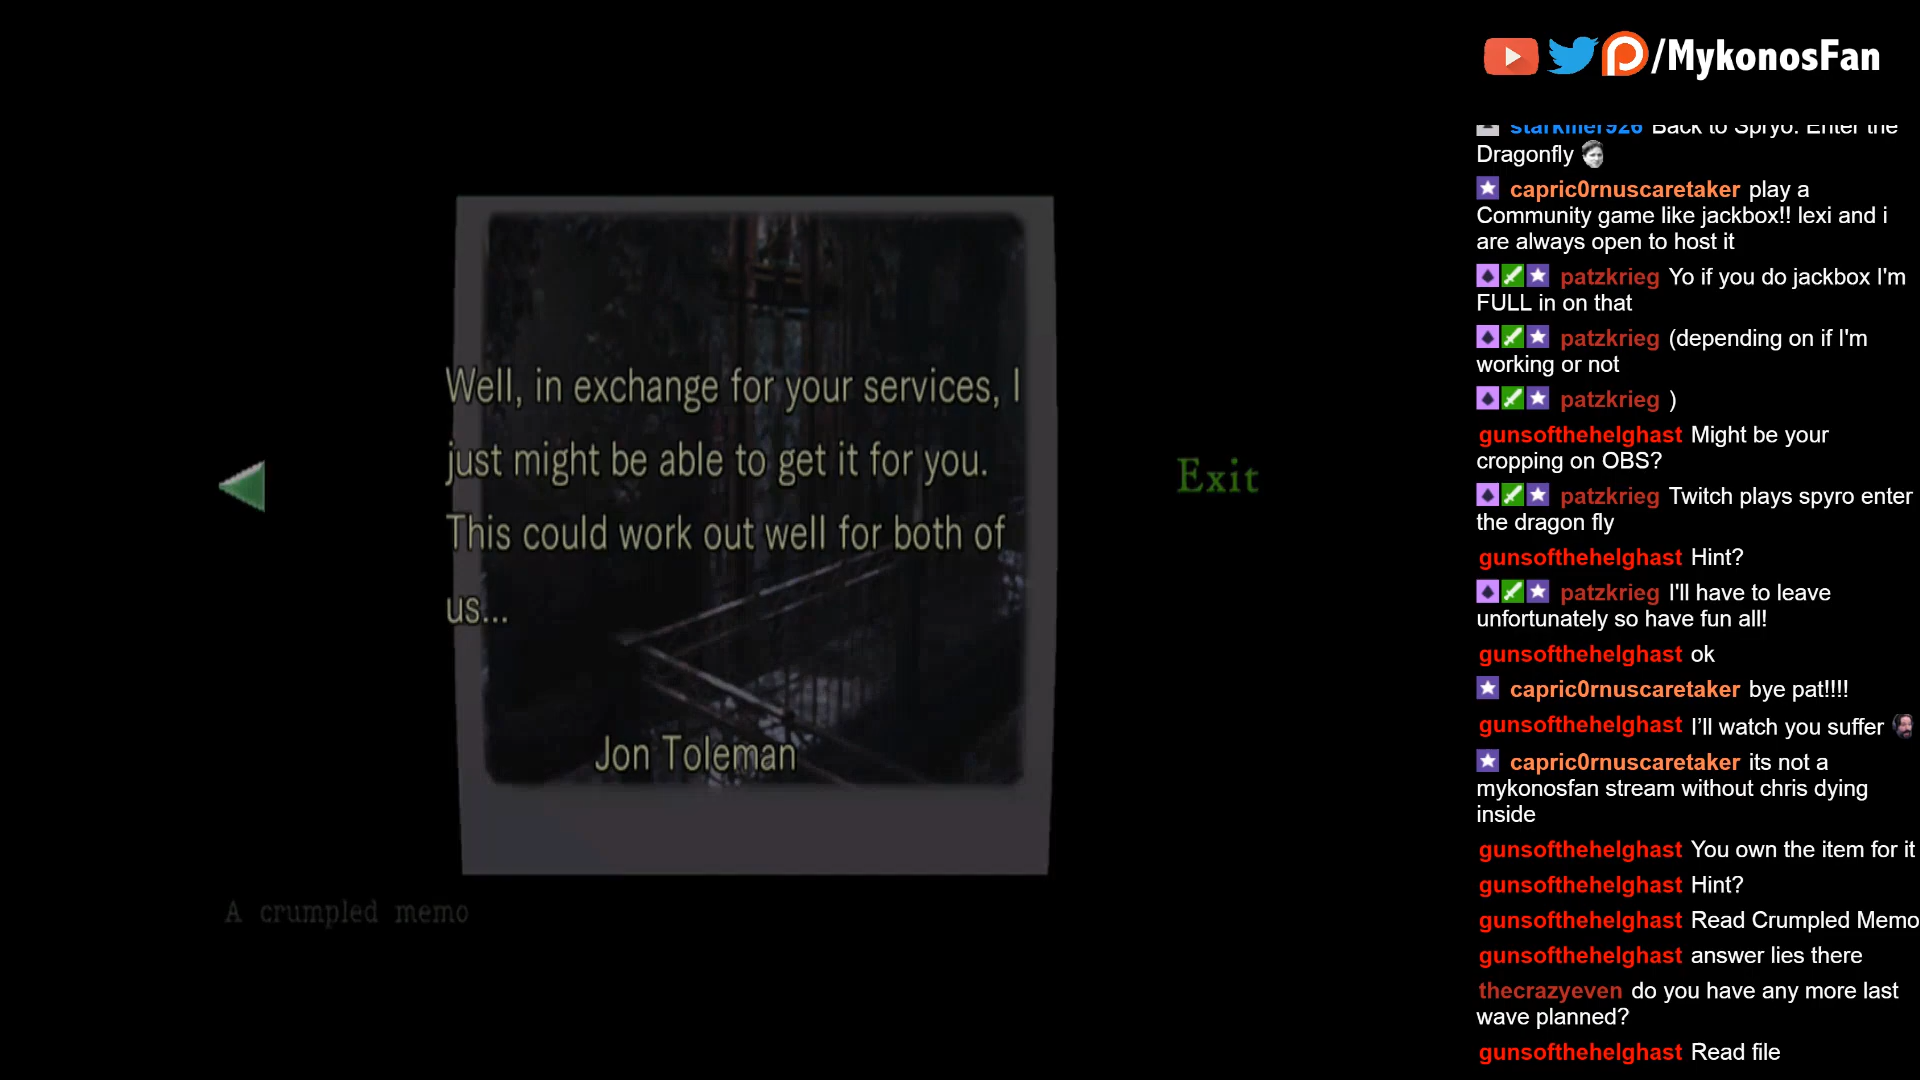 /MykonosFan
starkiller926 Back to Spryo: Enter the
Dragonfly
capric0rnuscaretaker play a
Community game like jackbox!! lexi and i
are always open to host it
patzkrieg Yo if you do jackbox I'm
FULL in on that
patzkrieg (depending on if I'm
working or not
patzkrieg )
gunsofthehelghast Might be your
cropping on OBS?
patzkrieg Twitch plays spyro enter
the dragon fly
gunsofthehelghast Hint?
patzkrieg I'll have to leave
unfortunately so have fun all!
gunsofthehelghast ok
capric0rnuscaretaker bye pat!!!!
gunsofthehelghast I’ll watch you suffer
capric0rnuscaretaker its not a
mykonosfan stream without chris dying
inside
gunsofthehelghast You own the item for it
gunsofthehelghast Hint?
gunsofthehelghast Read Crumpled Memo
gunsofthehelghast answer lies there
thecrazyeven do you have any more last
wave planned?
gunsofthehelghast Read file
Well, in exchange for your services, I
just might be able to get it for you.
This could work out well for both of
us...
Jon Toleman
Exit
A crumpled memo